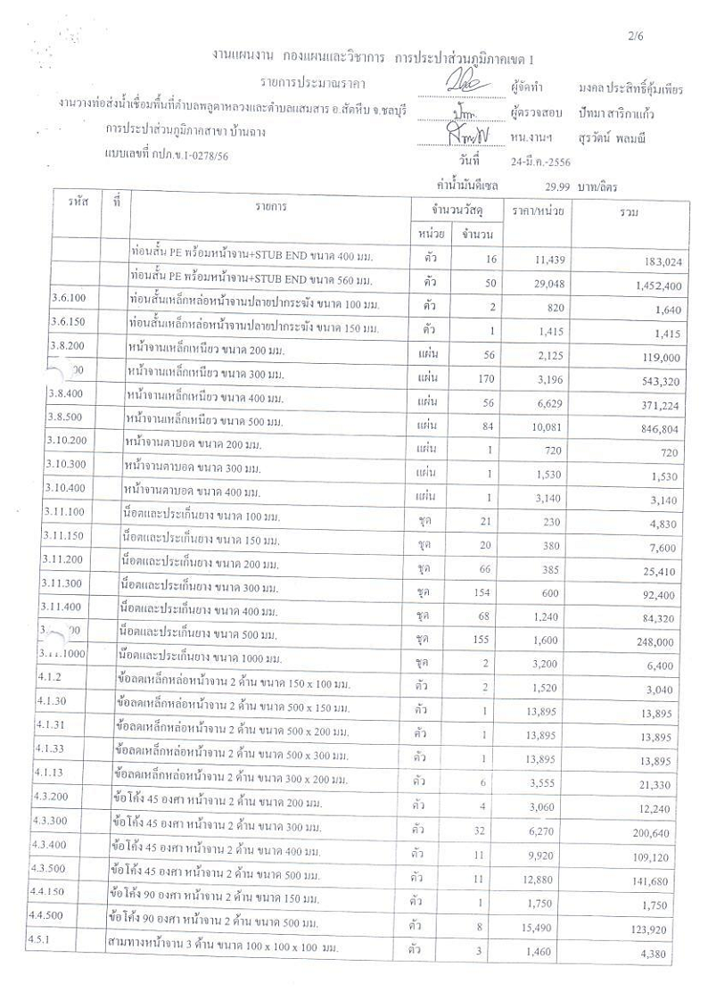 2/6
งานแผนงาน กองแผนและวิชาการ การประปาส่วนภูมิภาคเขต 1
รายการประมาณราคา
ผู้จัดทำ มงคล ประสิทธิ์คุ้มเพียร
งานวางท่อส่งน้ำเชื่อมพื้นที่ตำบลพลูตาหลวงและตำบลแสมสาร อ.สัตหีบ จ.ชลบุรี ผู้ตรวจสอบ ปัทมา สาริกาแก้ว
การประปาส่วนภูมิภาคสาขา บ้านฉาง หน.งานฯ สุรวัตน์ พลมณี
แบบเลขที่ กปภ.ข.1-0278/56 วันที่ 24-มี.ค.-2556
ค่าน้ำมันดีเซล 29.99 บาท/ลิตร
รหัส ที่ รายการ จำนวนวัสดุ ราคา/หน่วย รวม
หน่วย จำนวน
ท่อนสั้น PE พร้อมหน้าจาน+STUB END ขนาด 400 มม. ตัว 16 11,439 183,024
ท่อนสั้น PE พร้อมหน้าจาน+STUB END ขนาด 560 มม. ตัว 50 29,048 1,452,400
3.6.100 ท่อนสั้นเหล็กหล่อหน้าจานปลายปากระฆัง ขนาด 100 มม. ตัว 2 820 1,640
3.6.150 ท่อนสั้นเหล็กหล่อหน้าจานปลายปากระฆัง ขนาด 150 มม. ตัว 1 1,415 1,415
3.8.200 หน้าจานเหล็กเหนียว ขนาด 200 มม. แผ่น 56 2,125 119,000
00 หน้าจานเหล็กเหนียว ขนาด 300 มม. แผ่น 170 3,196 543,320
3.8.400 หน้าจานเหล็กเหนียว ขนาด 400 มม. แผ่น 56 6,629 371,224
3.8.500 หน้าจานเหล็กเหนียว ขนาด 500 มม. แผ่น 84 10,081 846,804
3.10.200 หน้าจานตาบอด ขนาด 200 มม. แผ่น 1 720 720
3.10.300 หน้าจานตาบอด ขนาด 300 มม. แผ่น 1 1,530 1,530
3.10.400 หน้าจานตาบอด ขนาด 400 มม. แผ่น 1 3,140 3,140
3.11.100 น็อตและประเก็นยาง ขนาด 100 มม. ชุด 21 230 4,830
3.11.150 น็อตและประเก็นยาง ขนาด 150 มม. ชุด 20 380 7,600
3.11.200 น็อตและประเก็นยาง ขนาด 200 มม. ชุด 66 385 25,410
3.11.300 น็อตและประเก็นยาง ขนาด 300 มม. ชุด 154 600 92,400
3.11.400 น็อตและประเก็นยาง ขนาด 400 มม. ชุด 68 1,240 84,320
3. 00 น็อตและประเก็นยาง ขนาด 500 มม. ชุด 155 1,600 248,000
3.11.1000 น๊อตและประเก็นยาง ขนาด 1000 มม. ชุด 2 3,200 6,400
4.1.2 ข้อลดเหล็กหล่อหน้าจาน 2 ด้าน ขนาด 150 x 100 มม. ตัว 2 1,520 3,040
4.1.30 ข้อลดเหล็กหล่อหน้าจาน 2 ด้าน ขนาด 500 x 150 มม. ตัว 1 13,895 13,895
4.1.31 ข้อลดเหล็กหล่อหน้าจาน 2 ด้าน ขนาด 500 x 200 มม. ตัว 1 13,895 13,895
4.1.33 ข้อลดเหล็กหล่อหน้าจาน 2 ด้าน ขนาด 500 x 300 มม. ตัว 1 13,895 13,895
4.1.13 ข้อลดเหล็กหล่อหน้าจาน 2 ด้าน ขนาด 300 x 200 มม. ตัว 6 3,555 21,330
4.3.200 ข้อโค้ง 45 องศา หน้าจาน 2 ด้าน ขนาด 200 มม. ตัว 4 3,060 12,240
4.3.300 ข้อโค้ง 45 องศา หน้าจาน 2 ด้าน ขนาด 300 มม. ตัว 32 6,270 200,640
4.3.400 ข้อโค้ง 45 องศา หน้าจาน 2 ด้าน ขนาด 400 มม. ตัว 11 9,920 109,120
4.3.500 ข้อโค้ง 45 องศา หน้าจาน 2 ด้าน ขนาด 500 มม. ตัว 11 12,880 141,680
4.4.150 ข้อโค้ง 90 องศา หน้าจาน 2 ด้าน ขนาด 150 มม. ตัว 1 1,750 1,750
4.4.500 ข้อโค้ง 90 องศา หน้าจาน 2 ด้าน ขนาด 500 มม. ตัว 8 15,490 123,920
4.5.1 สามทางหน้าจาน 3 ด้าน ขนาด 100 x 100 x 100 มม. ตัว 3 1,460 4,380